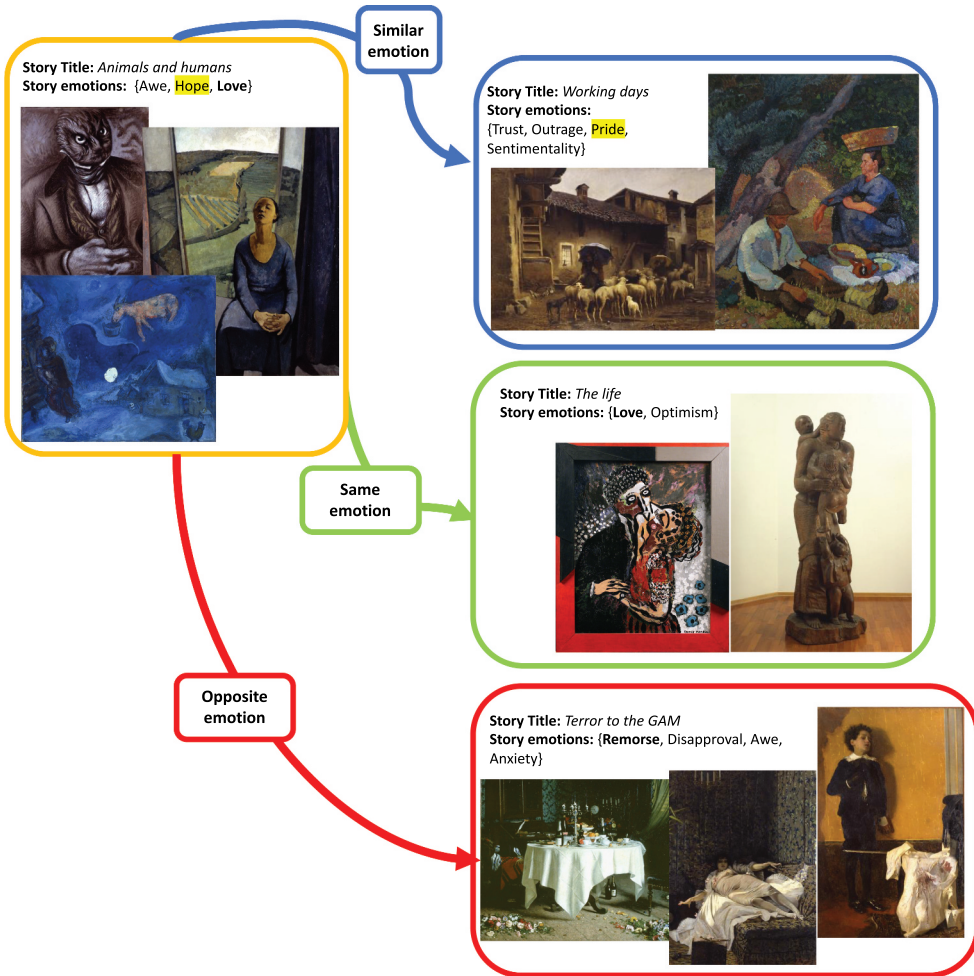 Similar
emotion
Story Title: Animals and humans
Story emotions: {Awe, Hope, Love}
Story Title: Working days
Story emotions:
{Trust, Outrage, Pride,
Sentimentality}
Story Title: The life
Story emotions: {Love, Optimism}
Same
emotion
Opposite
emotion
Story Title: Terror to the GAM
Story emotions: {Remorse, Disapproval, Awe,
Anxiety}